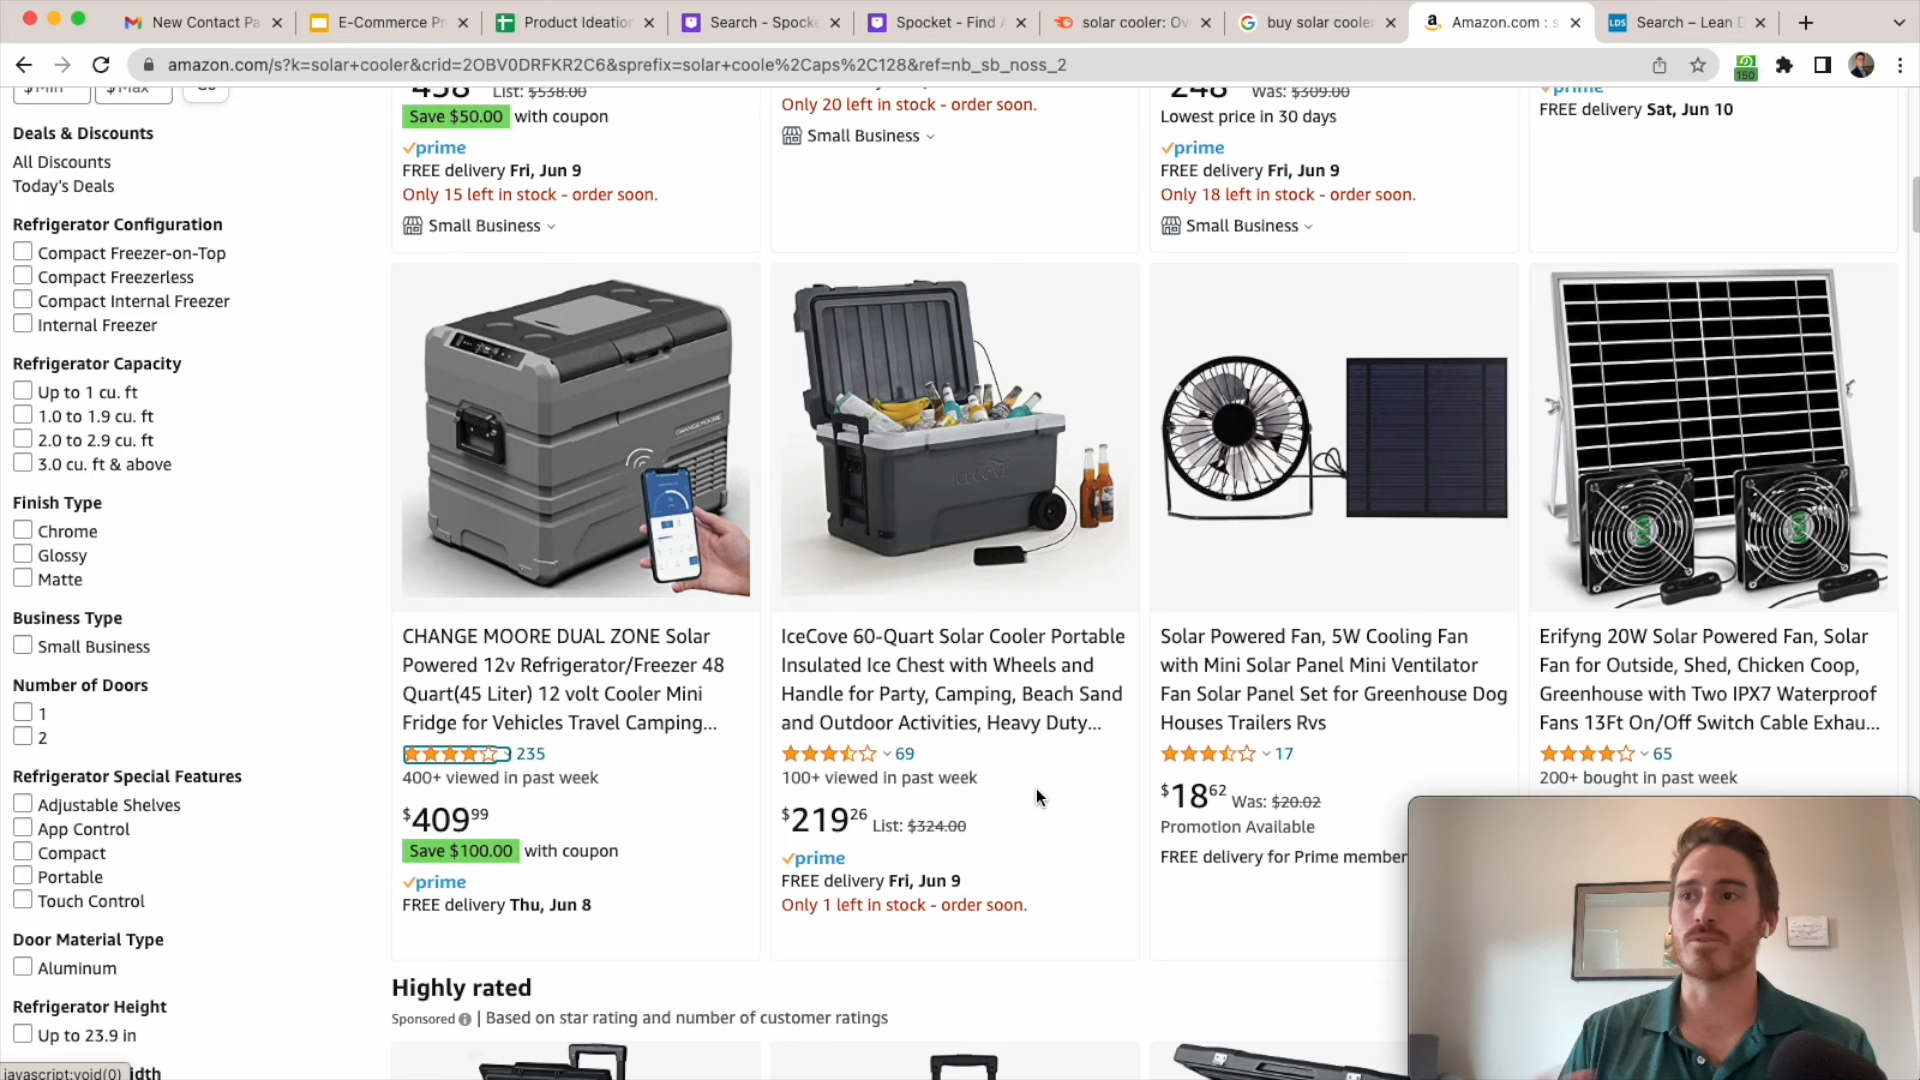 New Contact Pa
E-Commerce Pr
Product Ideation
Search - Spocke
Spocket - Find A
solar cooler: Ov
buy solar cooler
Amazon.com : s
LDS Search – Lean D
amazon.com/s?k=solar+cooler&crid=2OBV0DRFKR2C6&sprefix=solar+coole%2Caps%2C128&ref=nb_sb_noss_2
150
$ Min $ Max Go
Deals & Discounts
All Discounts
Today's Deals
Refrigerator Configuration
Compact Freezer-on-Top
Compact Freezerless
Compact Internal Freezer
Internal Freezer
Refrigerator Capacity
Up to 1 cu. ft
1.0 to 1.9 cu. ft
2.0 to 2.9 cu. ft
3.0 cu. ft & above
Finish Type
Chrome
Glossy
Matte
Business Type
Small Business
Number of Doors
1
2
Refrigerator Special Features
Adjustable Shelves
App Control
Compact
Portable
Touch Control
Door Material Type
Aluminum
Refrigerator Height
Up to 23.9 in
javascript:void(0)
idth
List: $538.00
Save $50.00 with coupon
prime
FREE delivery Fri, Jun 9
Only 15 left in stock - order soon.
Small Business
Only 20 left in stock - order soon.
Small Business
Was: $309.00
Lowest price in 30 days
prime
FREE delivery Fri, Jun 9
Only 18 left in stock - order soon.
Small Business
prime
FREE delivery Sat, Jun 10
CHANGE MOORE
CHANGE MOORE DUAL ZONE Solar
Powered 12v Refrigerator/Freezer 48
Quart(45 Liter) 12 volt Cooler Mini
Fridge for Vehicles Travel Camping...
235
400+ viewed in past week
$409.99
Save $100.00 with coupon
prime
FREE delivery Thu, Jun 8
ICECOVE
IceCove 60-Quart Solar Cooler Portable
Insulated Ice Chest with Wheels and
Handle for Party, Camping, Beach Sand
and Outdoor Activities, Heavy Duty...
69
100+ viewed in past week
$219.26 List: $324.00
prime
FREE delivery Fri, Jun 9
Only 1 left in stock - order soon.
Solar Powered Fan, 5W Cooling Fan
with Mini Solar Panel Mini Ventilator
Fan Solar Panel Set for Greenhouse Dog
Houses Trailers Rvs
17
$18.62 Was: $20.02
Promotion Available
FREE delivery for Prime member
Erifyng 20W Solar Powered Fan, Solar
Fan for Outside, Shed, Chicken Coop,
Greenhouse with Two IPX7 Waterproof
Fans 13Ft On/Off Switch Cable Exhau...
65
200+ bought in past week
Highly rated
Sponsored | Based on star rating and number of customer ratings